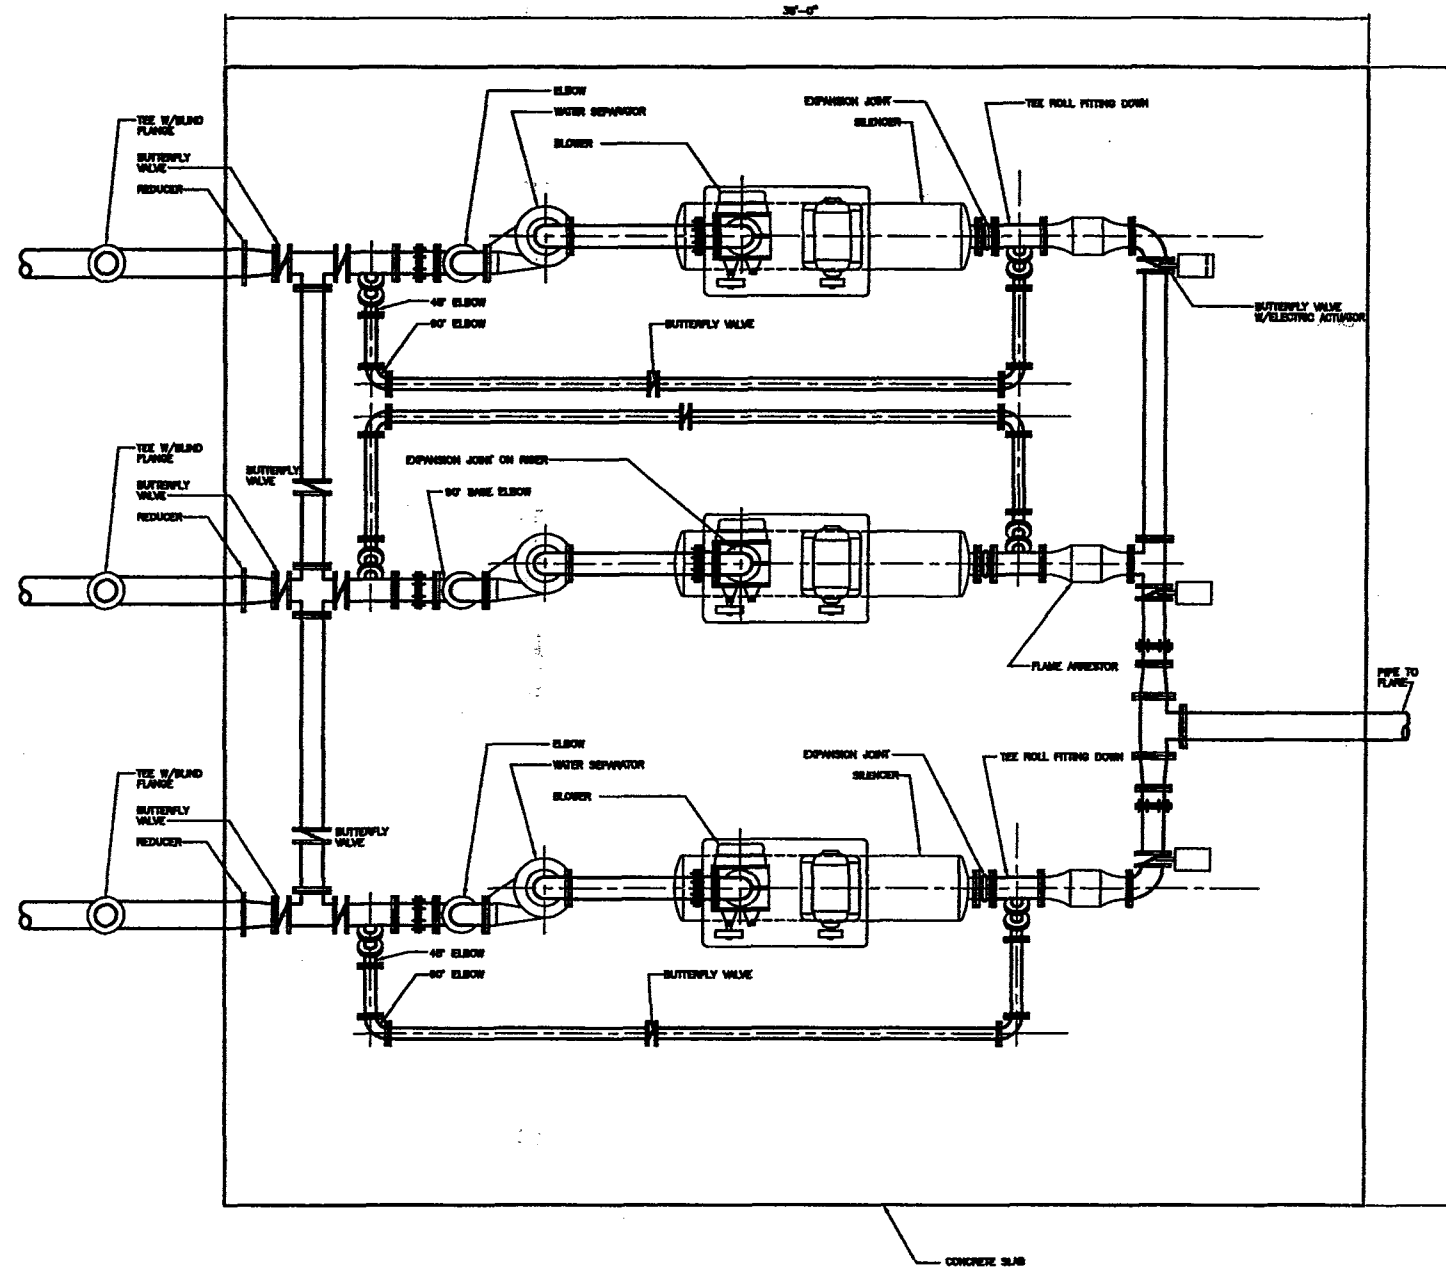 ELBOW
WATER SEPARATOR
BLOWER
EXPANSION JOINT
SILENCER
TEE ROLL FITTING DOWN
TEE W/BLIND
FLANGE
BUTTERFLY
VALVE
REDUCER
45° ELBOW
90° ELBOW
BUTTERFLY VALVE
BUTTERFLY VALVE
W/ELECTRIC ACTUATOR
TEE W/BLIND
FLANGE
BUTTERFLY
VALVE
REDUCER
BUTTERFLY
VALVE
EXPANSION JOINT ON RISER
90° BASE ELBOW
FLAME ARRESTOR
PIPE TO
FLARE
ELBOW
WATER SEPARATOR
BLOWER
EXPANSION JOINT
SILENCER
TEE ROLL FITTING DOWN
TEE W/BLIND
FLANGE
BUTTERFLY
VALVE
REDUCER
BUTTERFLY
VALVE
45° ELBOW
90° ELBOW
BUTTERFLY VALVE
CONCRETE SLAB